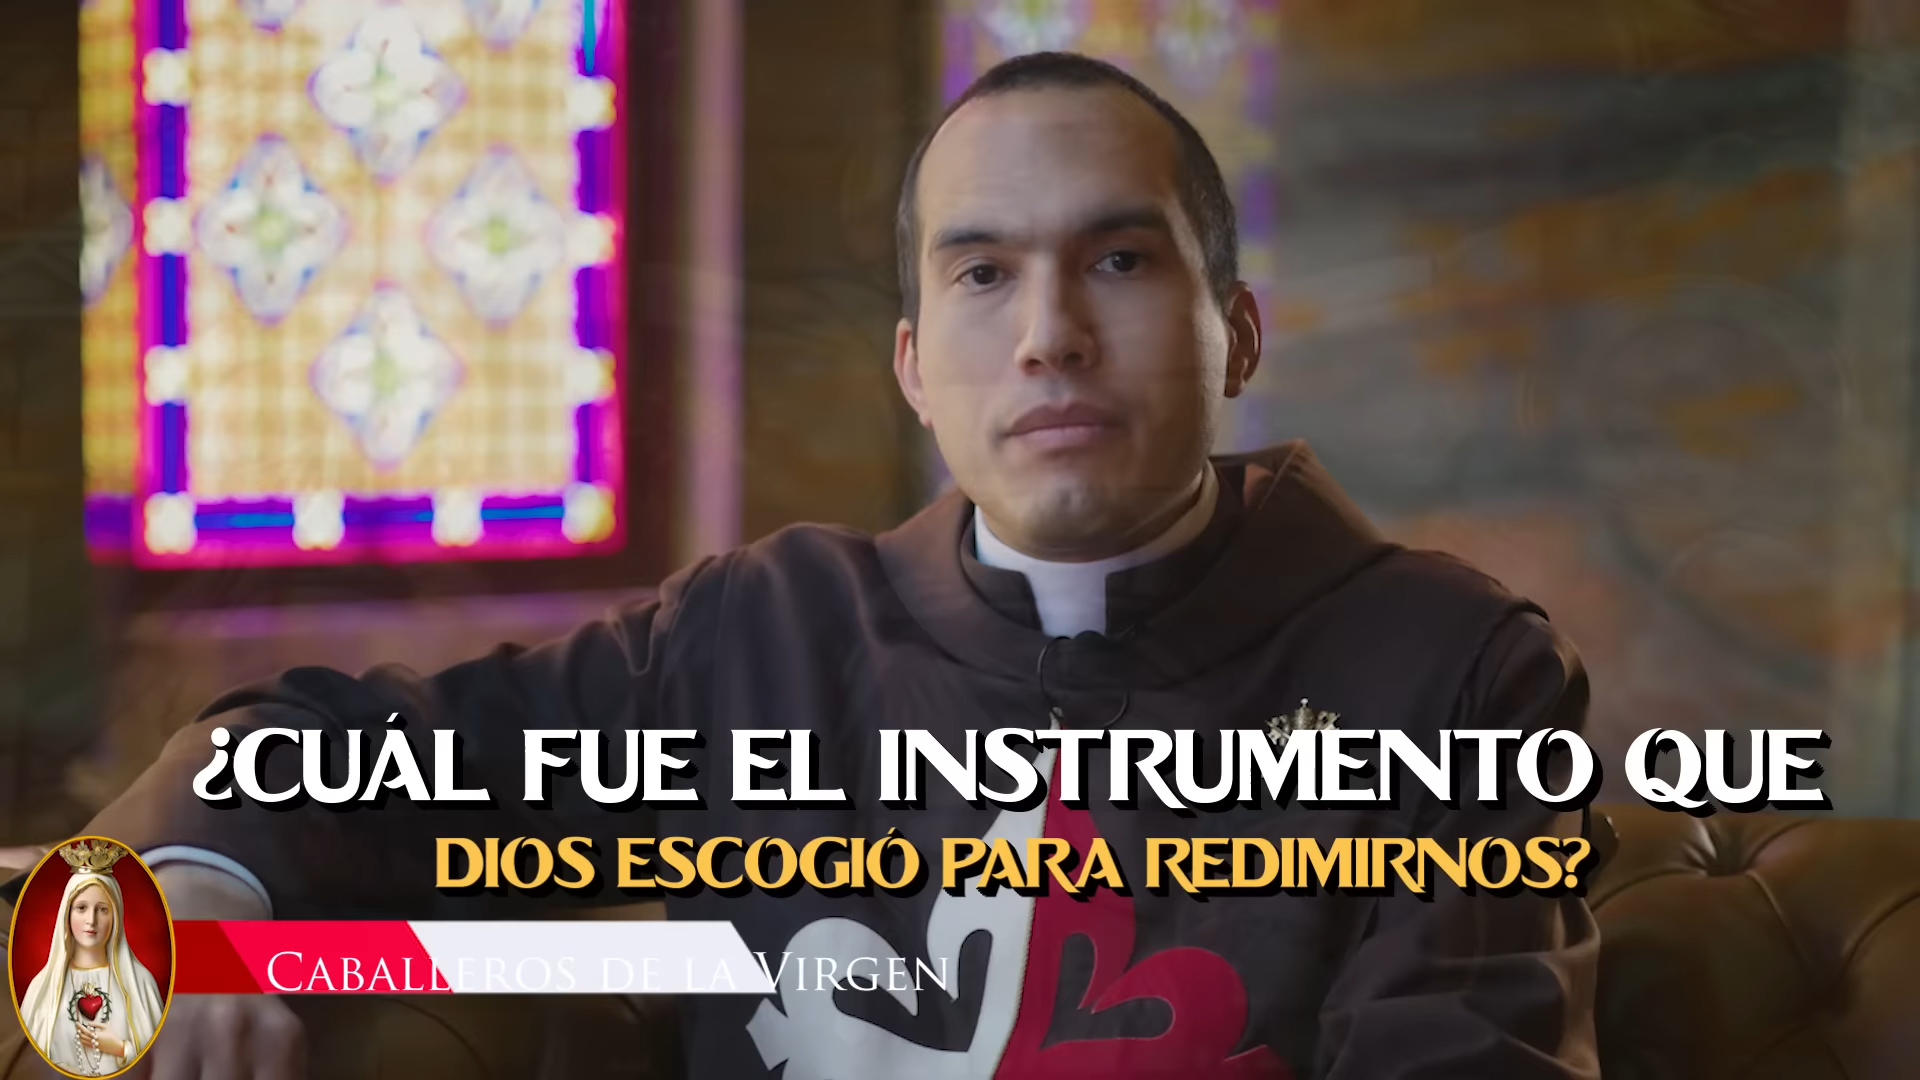 ¿CUÁL FUE EL INSTRUMENTO QUE
DIOS ESCOGIÓ PARA REDIMIRNOS?
CABALLEROS DE LA VIRGEN